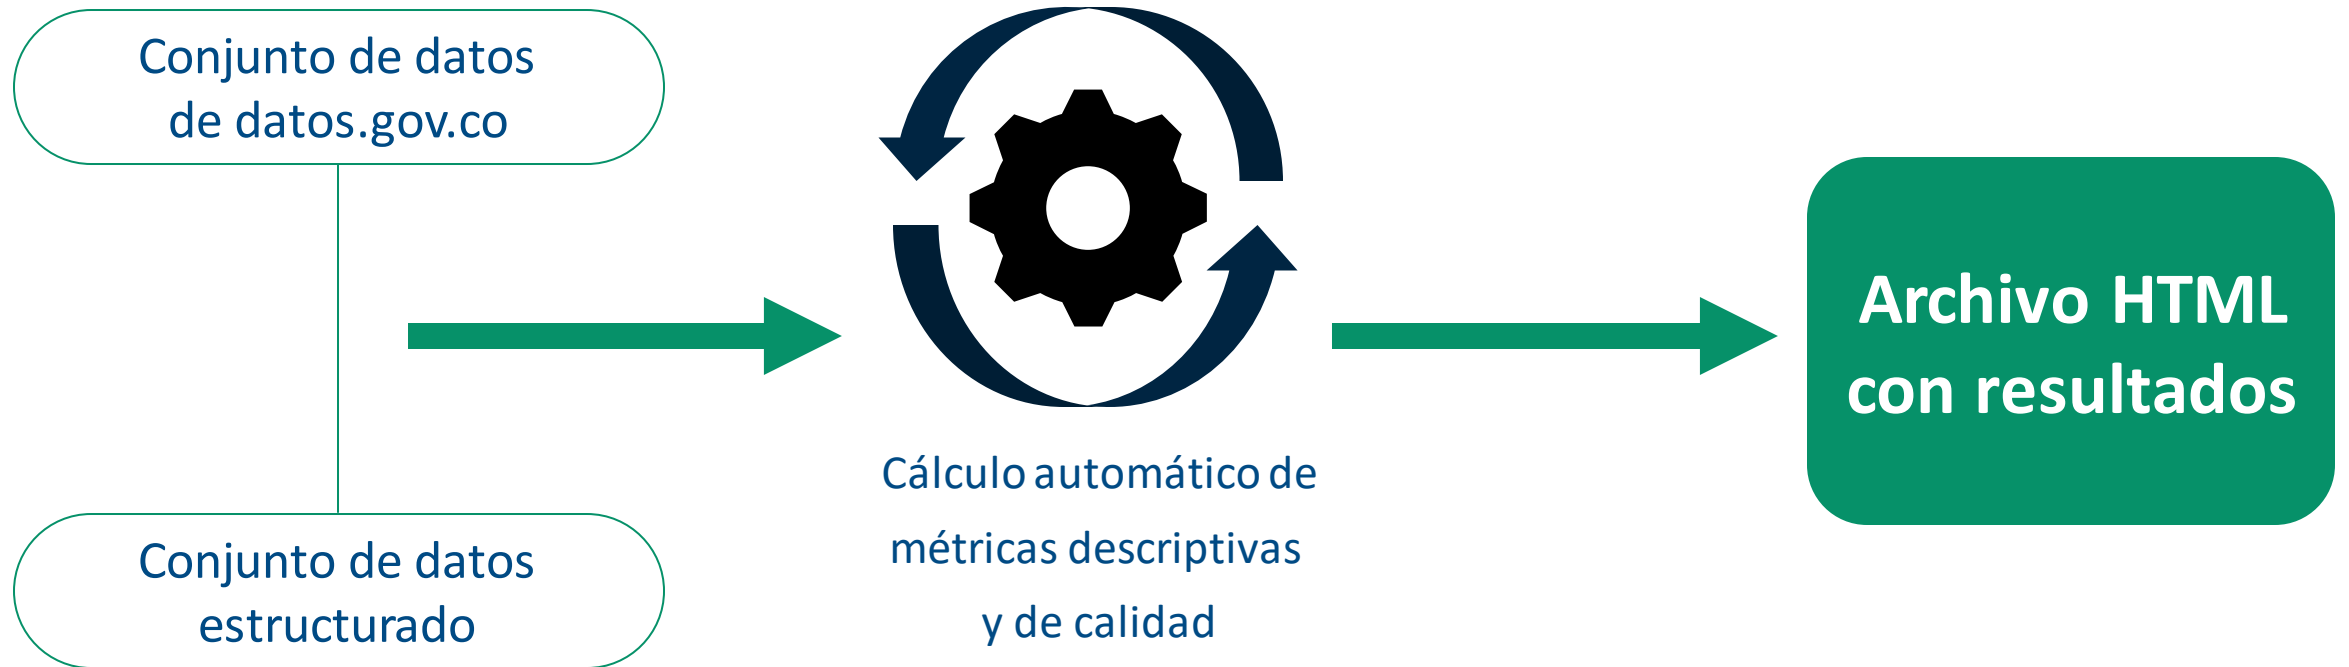 Conjunto de datos
de datos.gov.co
Conjunto de datos
estructurado
Cálculo automático de
métricas descriptivas
y de calidad
Archivo HTML
con resultados